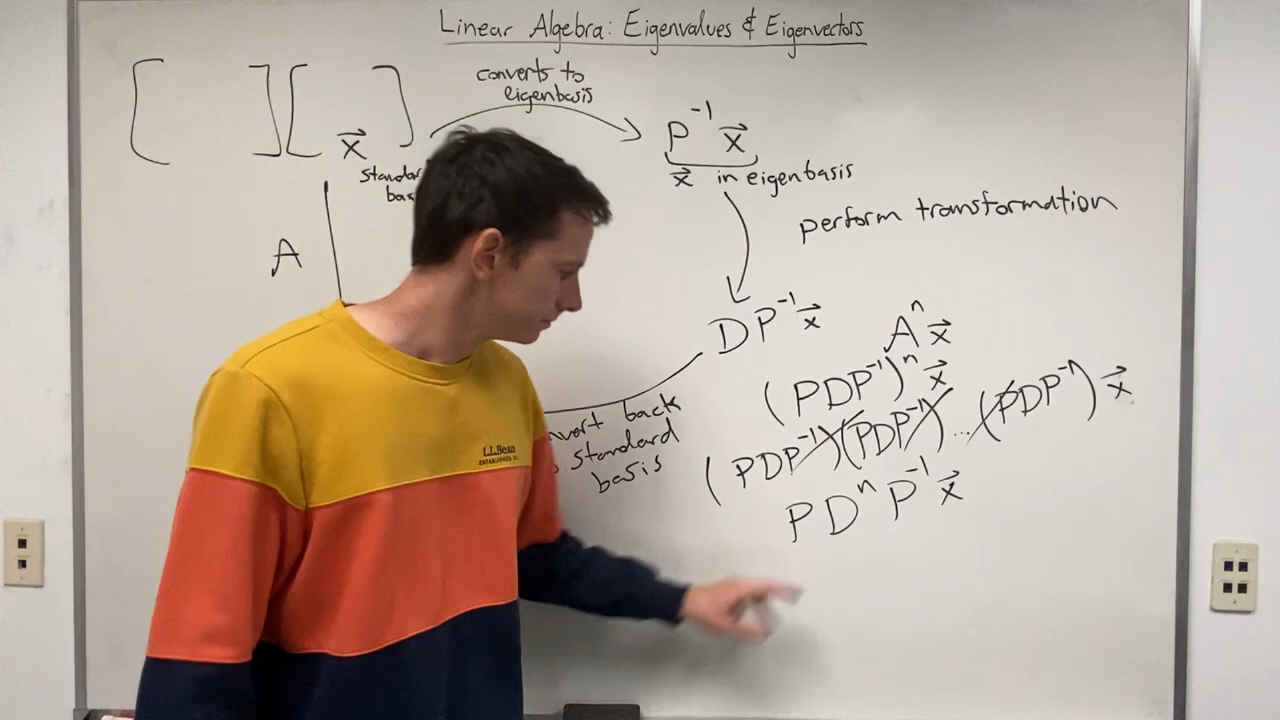 Linear Algebra: Eigenvalues & Eigenvectors
converts to
eigenbasis
[ ] [ ]
x⃗
P⁻¹ x⃗
x⃗ in eigenbasis
A
perform transformation
DP⁻¹x⃗
Aⁿx⃗
(PDP⁻¹)ⁿx⃗
(PDP⁻¹)(PDP⁻¹)...(PDP⁻ⁿ)x⃗
PDⁿP⁻¹x⃗
back
standard
basis
L.L.Bean